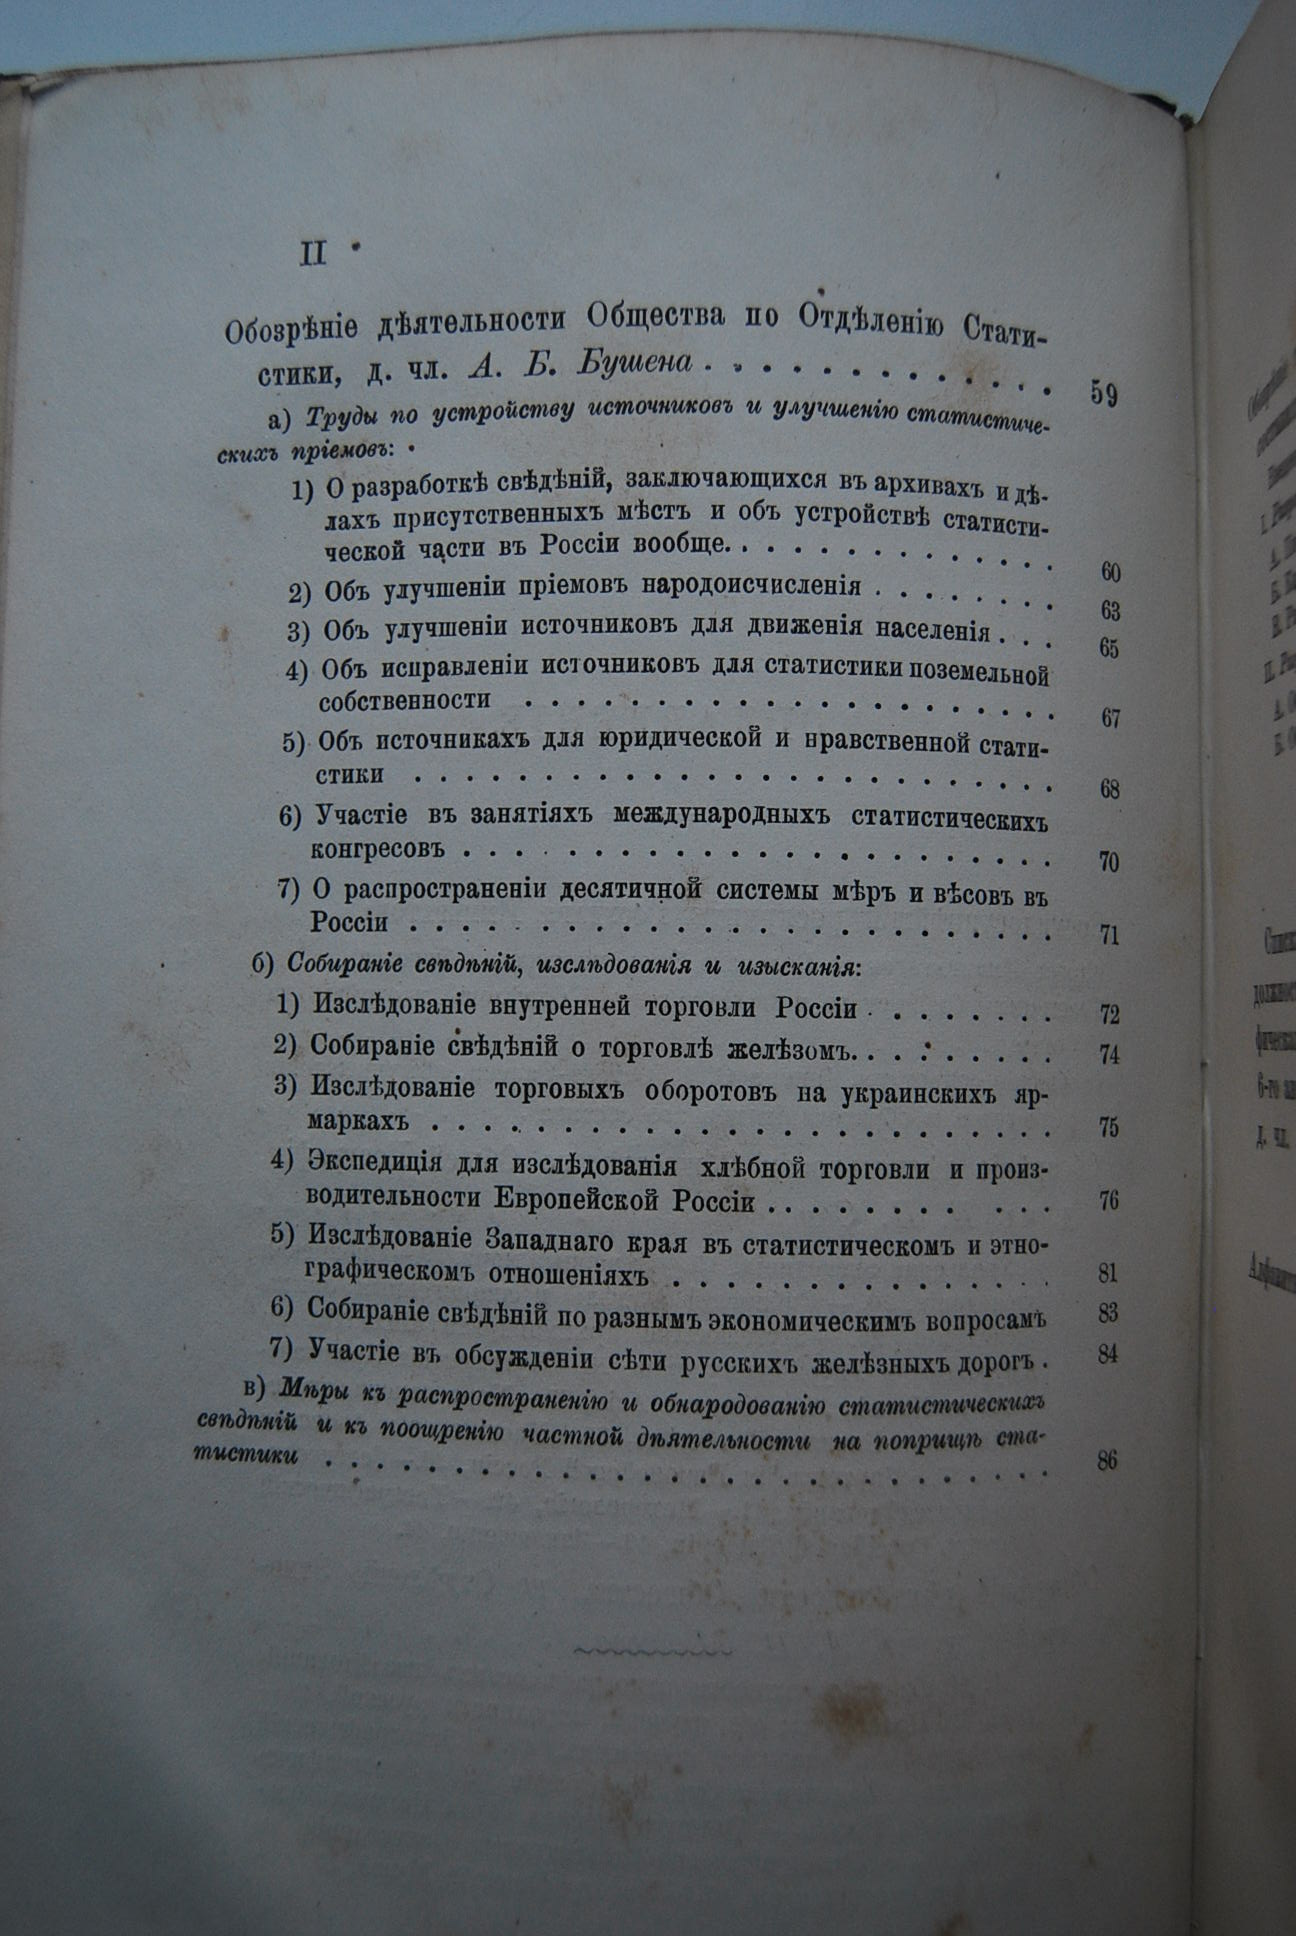 II
Обозрѣніе дѣятельности Общества по Отдѣленію Стати-
стики, д. чл. А. Б. Бушена . . . . . . . . . . . . . 59
а) Труды по устройству источниковъ и улучшенію статистиче-
скихъ пріемовъ:
1) О разработкѣ свѣдѣній, заключающихся въ архивахъ и дѣ-
лахъ присутственныхъ мѣстъ и объ устройствѣ статисти-
ческой части въ Россіи вообще. . . . . . . . . . . . . 60
2) Объ улучшеніи пріемовъ народоисчисленія . . . . . . . . 63
3) Объ улучшеніи источниковъ для движенія населенія . . . 65
4) Объ исправленіи источниковъ для статистики поземельной
собственности . . . . . . . . . . . . . . . . . . . . . 67
5) Объ источникахъ для юридической и нравственной стати-
стики . . . . . . . . . . . . . . . . . . . . . . . . . 68
6) Участіе въ занятіяхъ международныхъ статистическихъ
конгресовъ . . . . . . . . . . . . . . . . . . . . . . . 70
7) О распространеніи десятичной системы мѣръ и вѣсовъ въ
Россіи . . . . . . . . . . . . . . . . . . . . . . . . . 71
б) Собираніе свѣдѣній, изслѣдованія и изысканія:
1) Изслѣдованіе внутренней торговли Россіи . . . . . . . . 72
2) Собираніе свѣдѣній о торговлѣ желѣзомъ. . . . . . . . . 74
3) Изслѣдованіе торговыхъ оборотовъ на украинскихъ яр-
маркахъ . . . . . . . . . . . . . . . . . . . . . . . . 75
4) Экспедиція для изслѣдованія хлѣбной торговли и произ-
водительности Европейской Россіи . . . . . . . . . . . 76
5) Изслѣдованіе Западнаго края въ статистическомъ и этно-
графическомъ отношеніяхъ . . . . . . . . . . . . . . . 81
6) Собираніе свѣдѣній по разнымъ экономическимъ вопросамъ 83
7) Участіе въ обсужденіи сѣти русскихъ желѣзныхъ дорогъ . 84
в) Мѣры къ распространенію и обнародованію статистическихъ
свѣдѣній и къ поощренію частной дѣятельности на поприщѣ ста-
тистики . . . . . . . . . . . . . . . . . . . . . . . . . 86